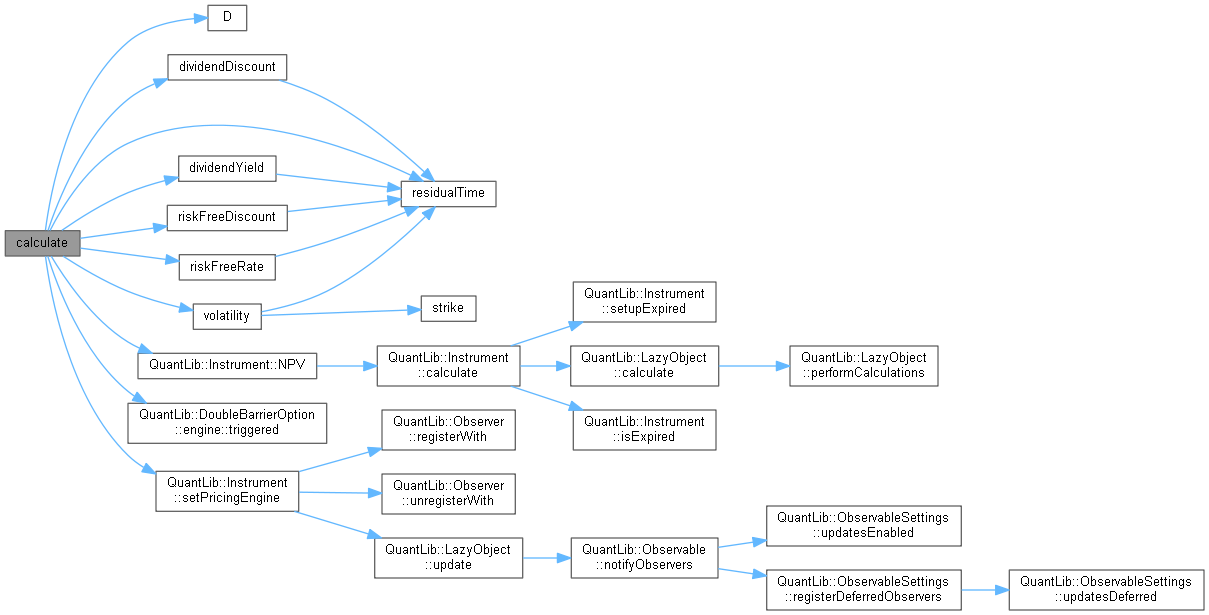 D
dividendDiscount
dividendYield
residualTime
riskFreeDiscount
calculate
riskFreeRate
volatility
strike
QuantLib::Instrument
::setupExpired
QuantLib::Instrument::NPV
QuantLib::Instrument
::calculate
QuantLib::LazyObject
::calculate
QuantLib::LazyObject
::performCalculations
QuantLib::DoubleBarrierOption
::engine::triggered
QuantLib::Observer
::registerWith
QuantLib::Instrument
::isExpired
QuantLib::Instrument
::setPricingEngine
QuantLib::Observer
::unregisterWith
QuantLib::LazyObject
::update
QuantLib::Observable
::notifyObservers
QuantLib::ObservableSettings
::updatesEnabled
QuantLib::ObservableSettings
::registerDeferredObservers
QuantLib::ObservableSettings
::updatesDeferred